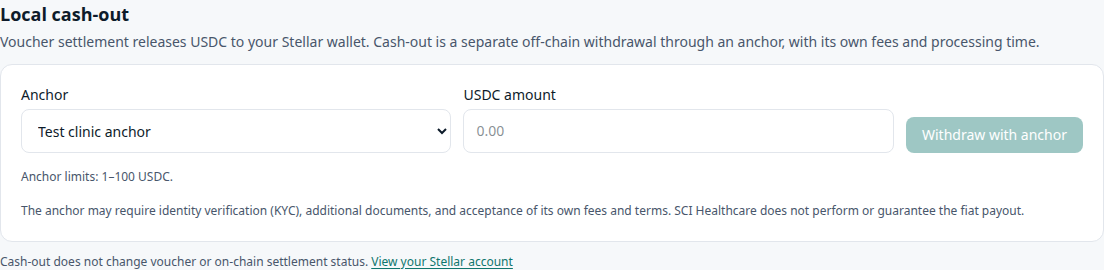 Local cash-out
Voucher settlement releases USDC to your Stellar wallet. Cash-out is a separate off-chain withdrawal through an anchor, with its own fees and processing time.
Anchor
USDC amount
Test clinic anchor
0.00
Withdraw with anchor
Anchor limits: 1–100 USDC.
The anchor may require identity verification (KYC), additional documents, and acceptance of its own fees and terms. SCI Healthcare does not perform or guarantee the fiat payout.
Cash-out does not change voucher or on-chain settlement status. View your Stellar account